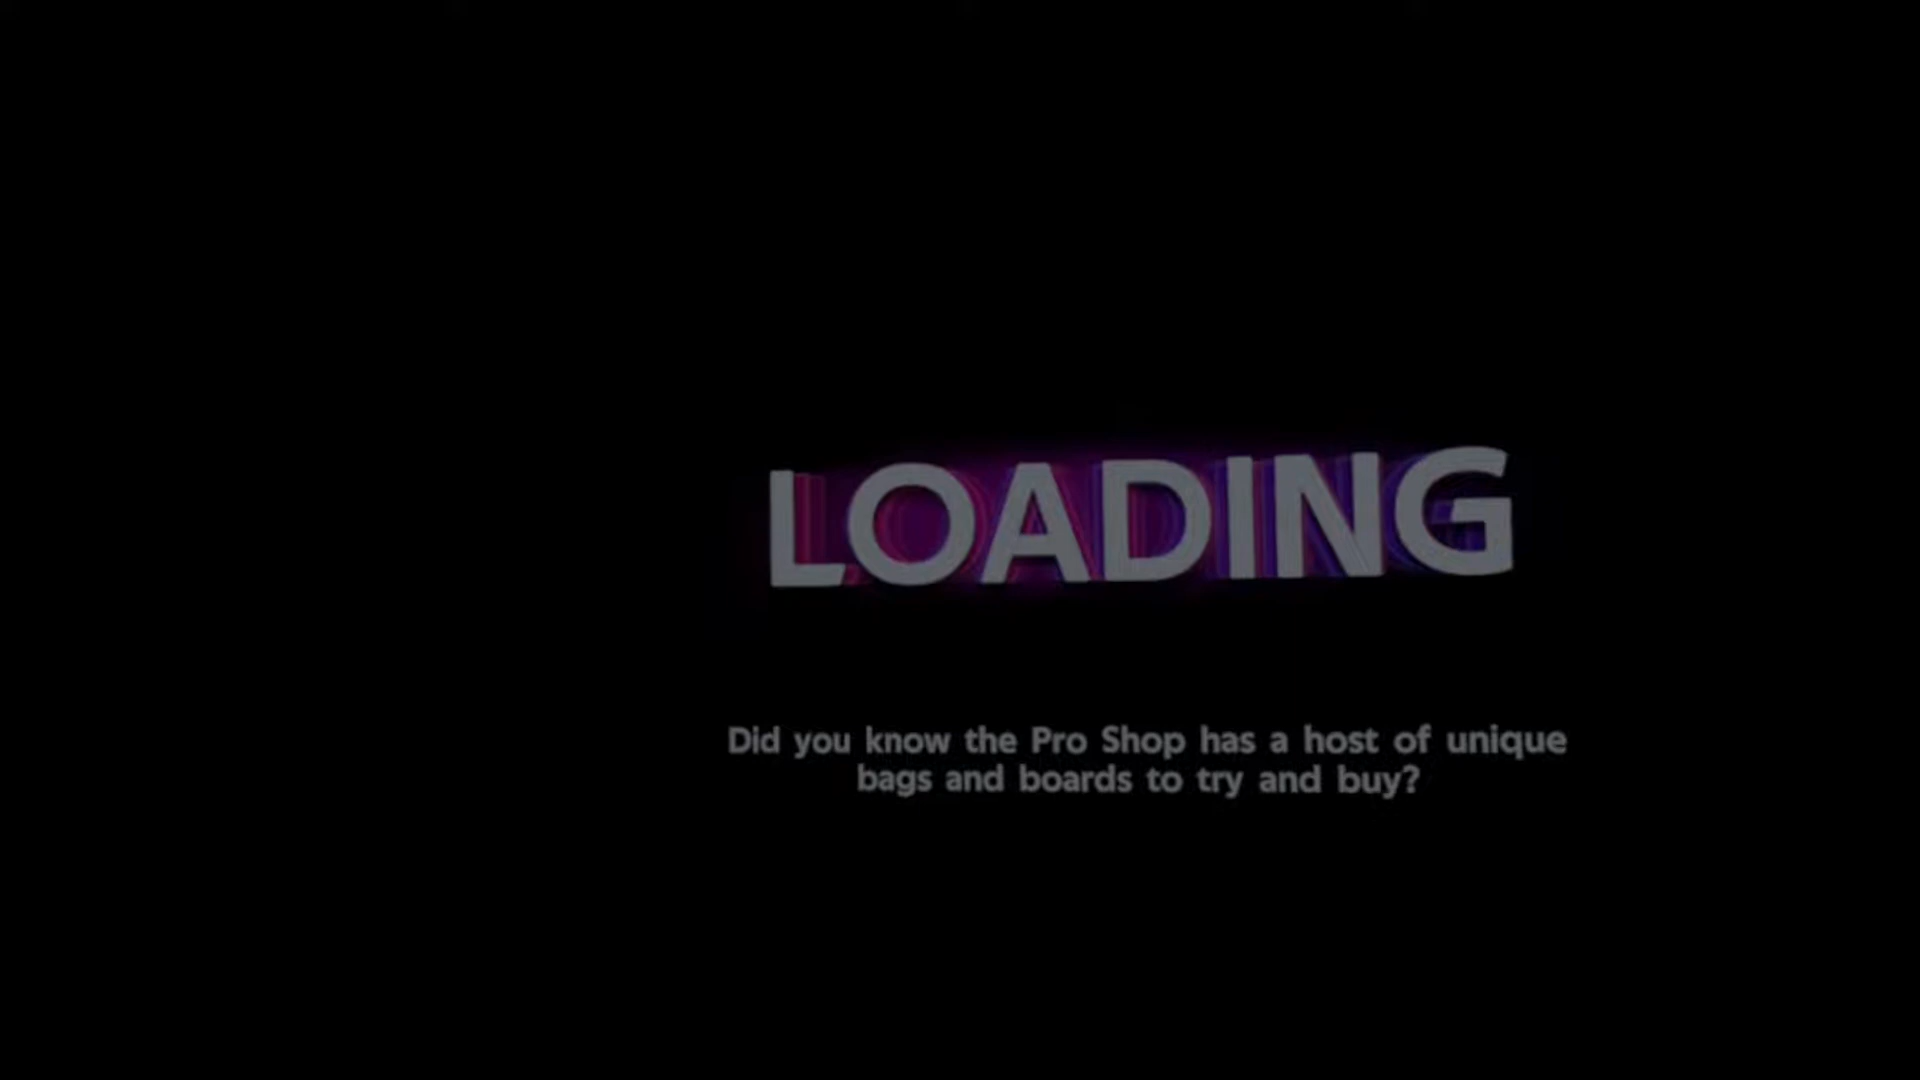 LOADING
Did you know the Pro Shop has a host of unique
bags and boards to try and buy?